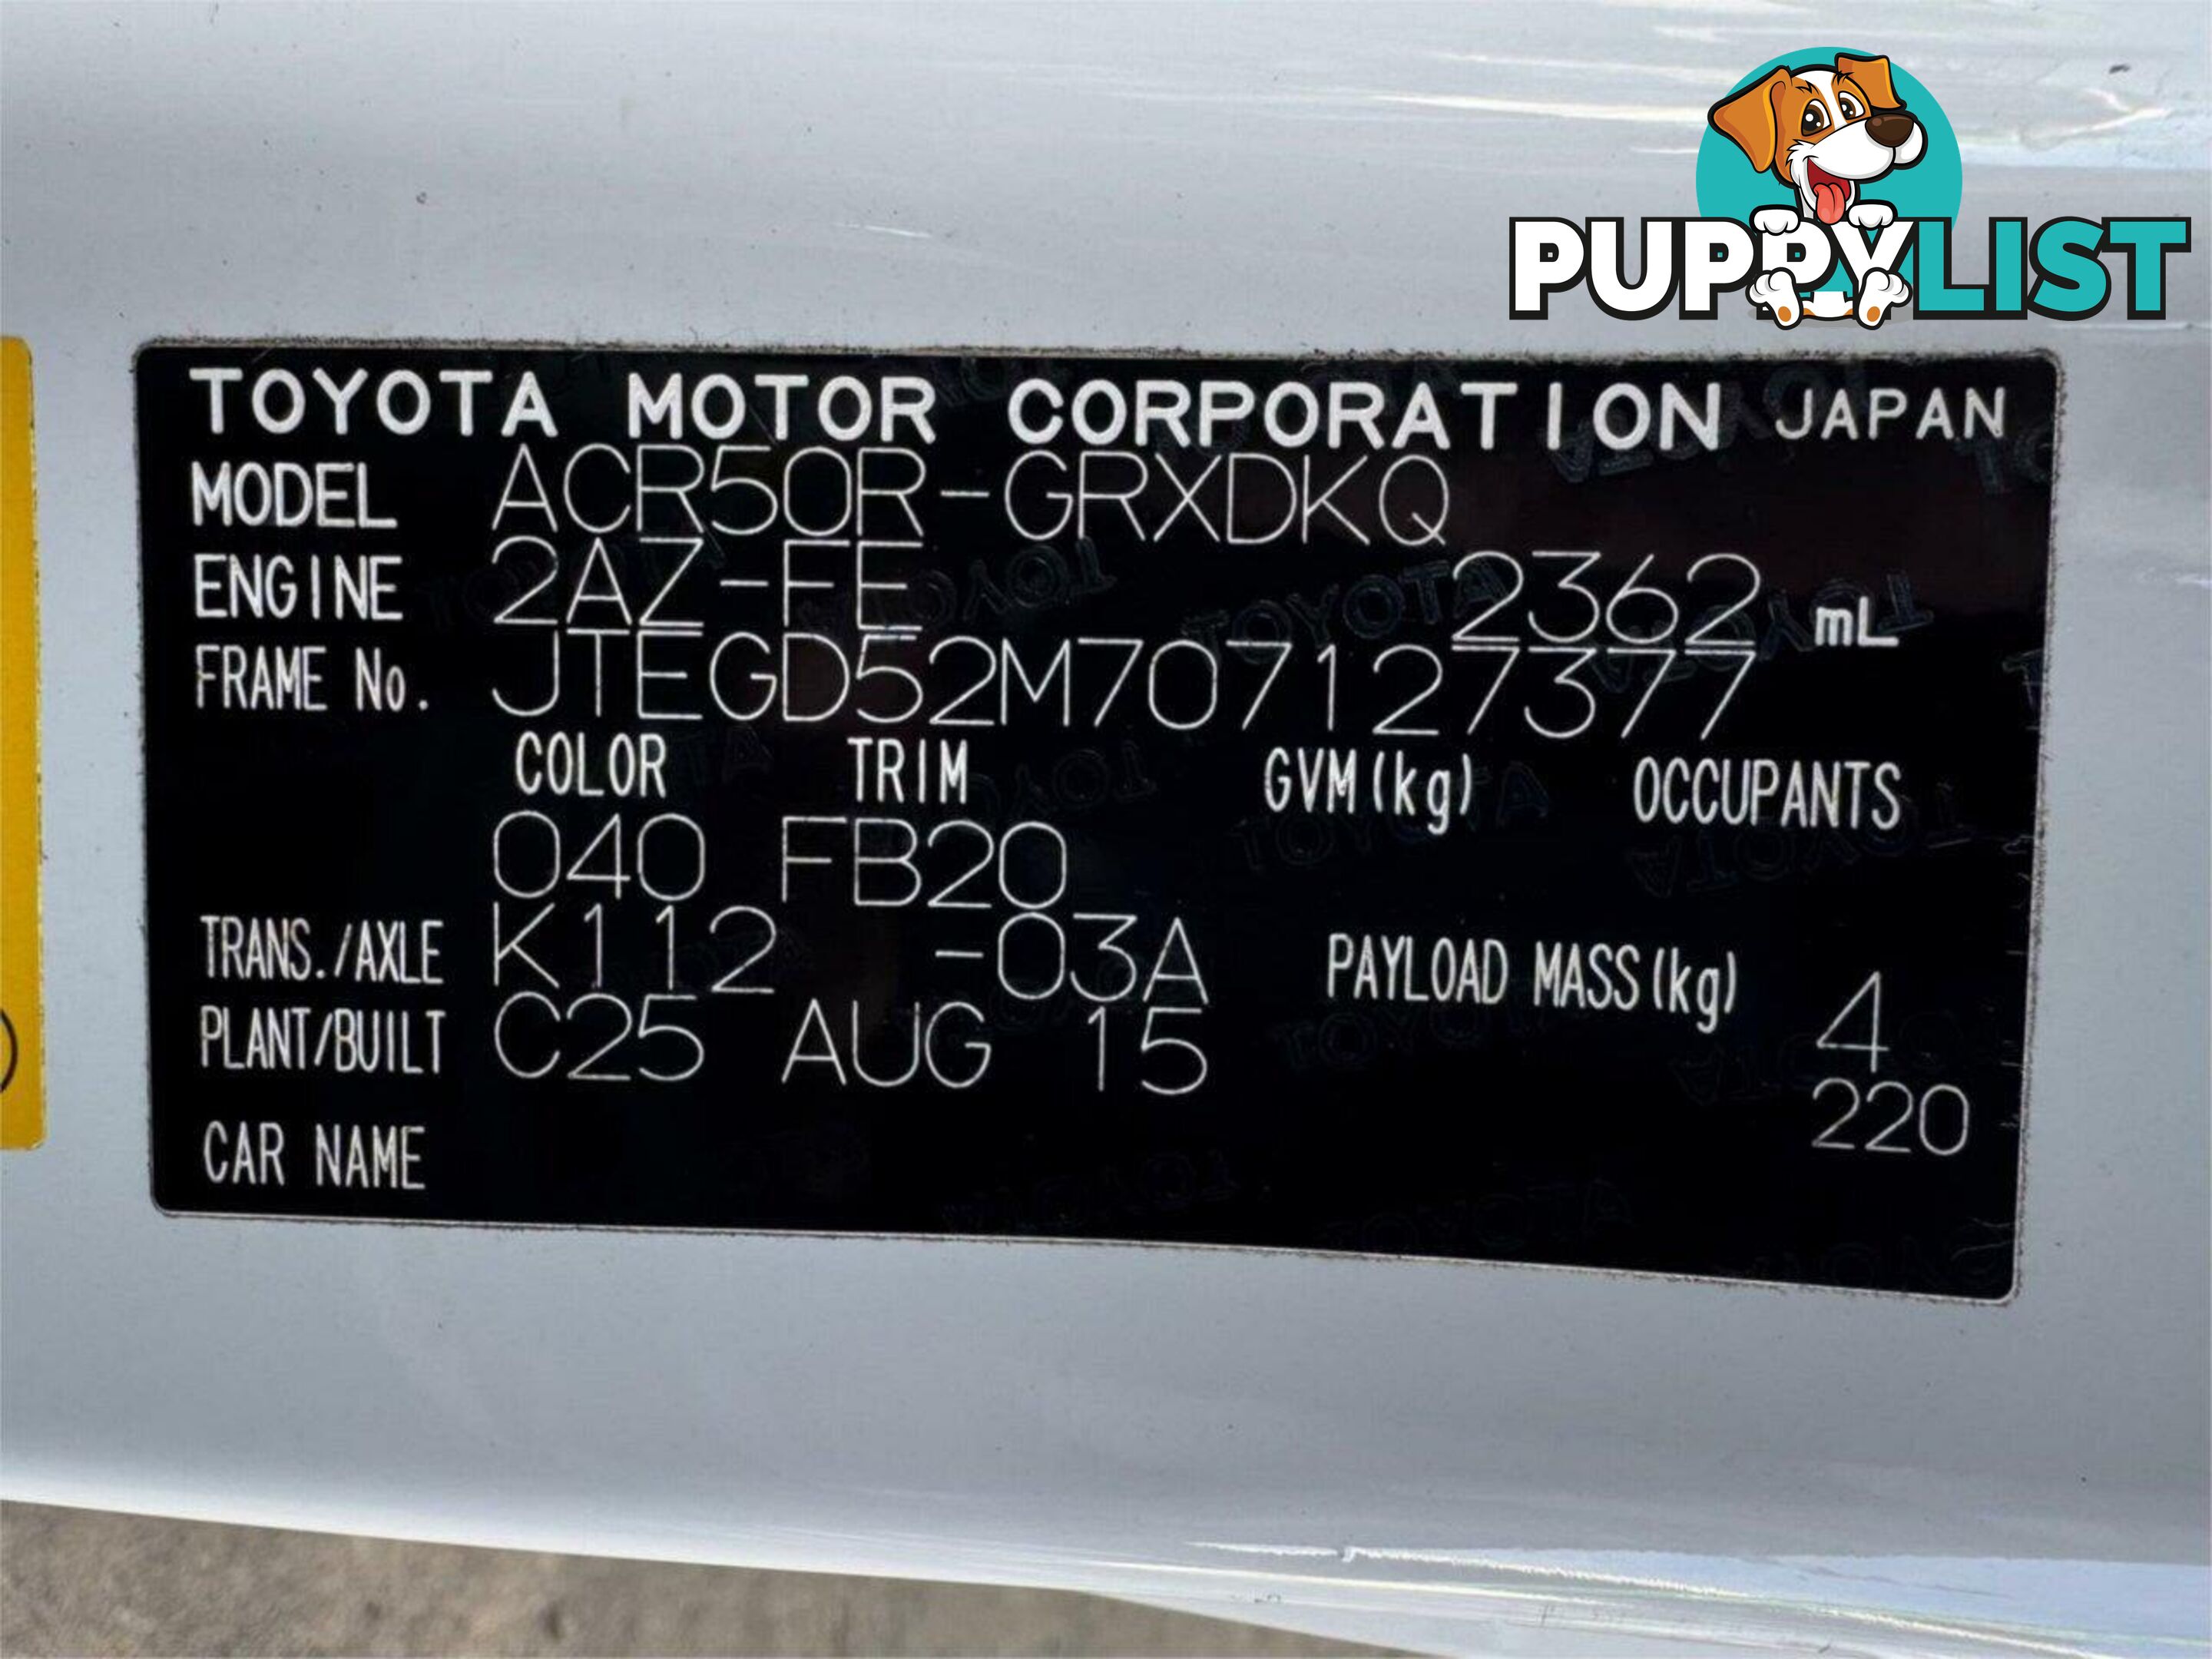 PUPPYLIST
TOYOTA MOTOR CORPORATION JAPAN
MODEL ACR50R-GRXDKQ
ENGINE 2AZ-FE 2362 mL
FRAME No. JTEGD52M707127377
COLOR TRIM GVM(kg) OCCUPANTS
040 FB20
TRANS./AXLE K112 -03A PAYLOAD MASS(kg) 4
PLANT/BUILT C25 AUG 15
220
CAR NAME